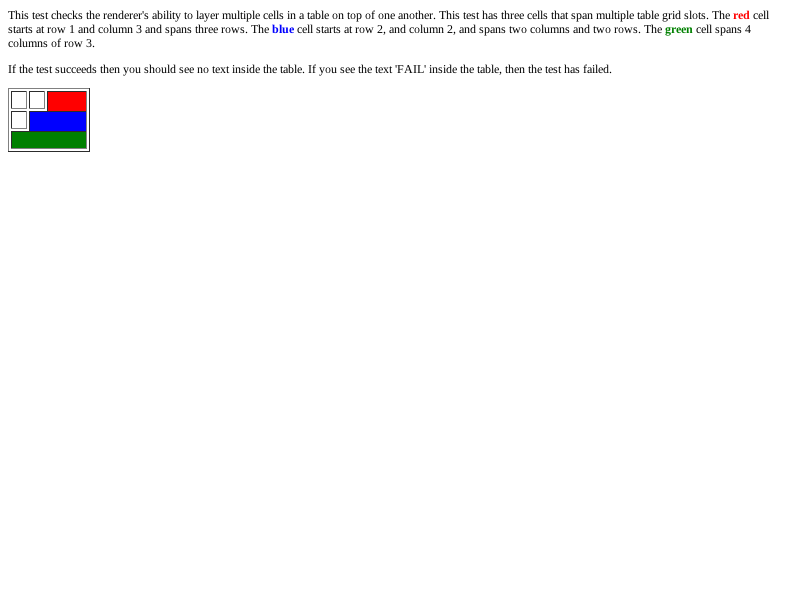 This test checks the renderer's ability to layer multiple cells in a table on top of one another. This test has three cells that span multiple table grid slots. The red cell
starts at row 1 and column 3 and spans three rows. The blue cell starts at row 2, and column 2, and spans two columns and two rows. The green cell spans 4
columns of row 3.
If the test succeeds then you should see no text inside the table. If you see the text 'FAIL' inside the table, then the test has failed.